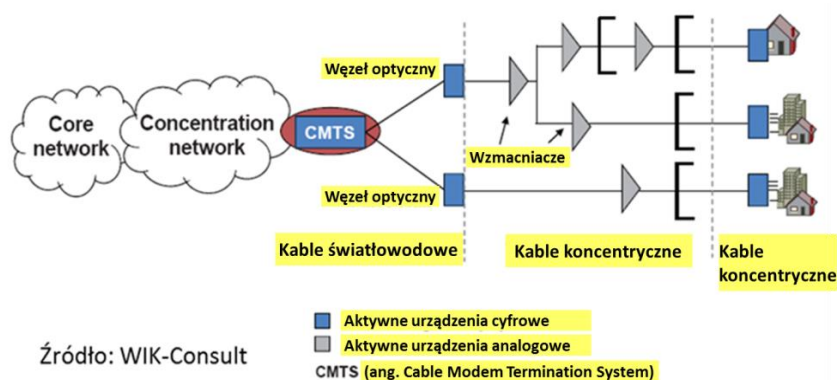 Core
network
Concentration
network
CMTS
Węzeł optyczny
Wzmacniacze
Węzeł optyczny
Kable światłowodowe
Kable koncentryczne
Kable
koncentryczne
Źródło: WIK-Consult
Aktywne urządzenia cyfrowe
Aktywne urządzenia analogowe
CMTS (ang. Cable Modem Termination System)